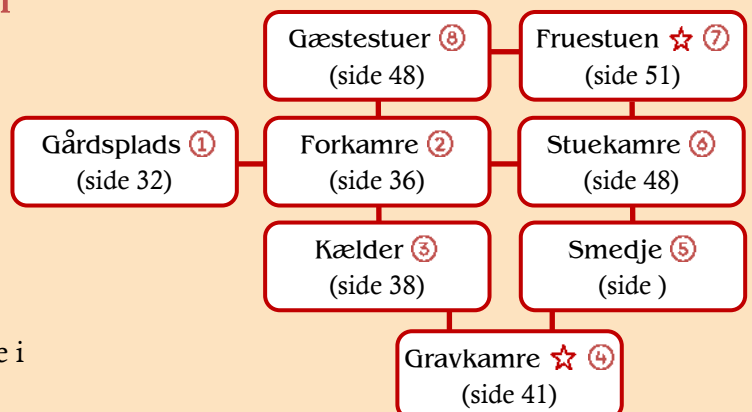 Gæstestuer ⑧
(side 48)
Fruestuen ☆ ⑦
(side 51)
Gårdsplads ①
(side 32)
Forkamre ②
(side 36)
Stuekamre ⑥
(side 48)
Kælder ③
(side 38)
Smedje ⑤
(side )
e i
Gravkamre ☆ ④
(side 41)